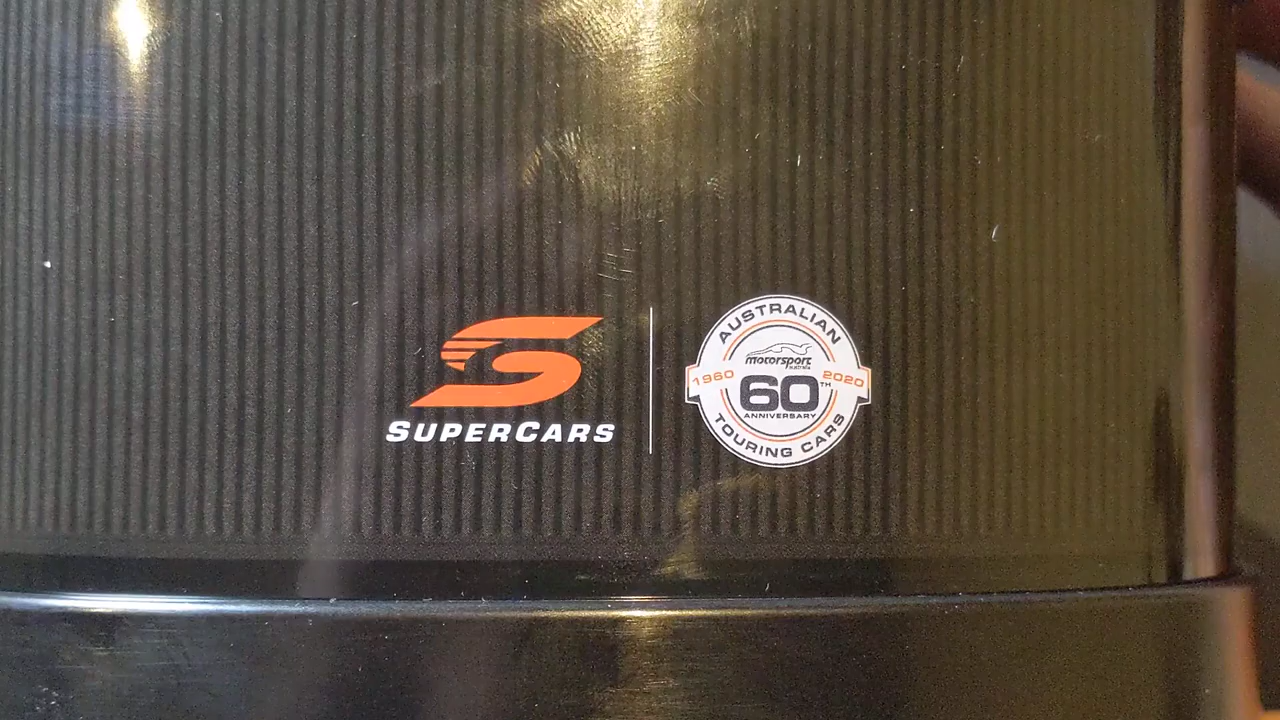 SUPERCARS
AUSTRALIAN
motorsport
AUSTRALIA
1960 2020
60TH
ANNIVERSARY
TOURING CARS